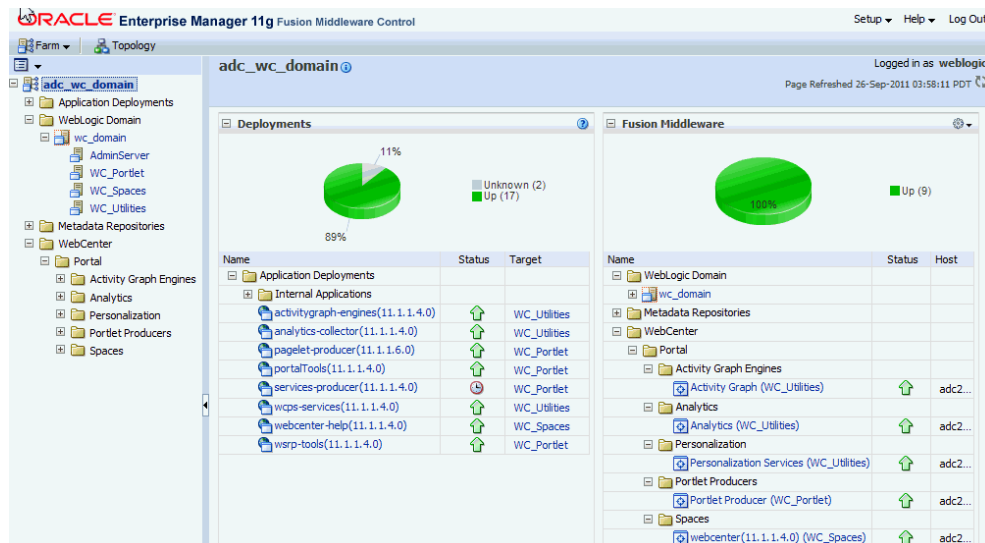 ORACLE Enterprise Manager 11g Fusion Middleware Control
Setup Help Log Out
Farm Topology
adc_wc_domain
Application Deployments
WebLogic Domain
wc_domain
AdminServer
WC_Portlet
WC_Spaces
WC_Utilities
Metadata Repositories
WebCenter
Portal
Activity Graph Engines
Analytics
Personalization
Portlet Producers
Spaces
adc_wc_domain
Logged in as weblogic
Page Refreshed 26-Sep-2011 03:58:11 PDT
Deployments
11%
89%
Unknown (2)
Up (17)
Name Status Target
Application Deployments
Internal Applications
activitygraph-engines(11.1.1.4.0) WC_Utilities
analytics-collector(11.1.1.4.0) WC_Utilities
pagelet-producer(11.1.1.6.0) WC_Portlet
portalTools(11.1.1.4.0) WC_Portlet
services-producer(11.1.1.4.0) WC_Portlet
wcps-services(11.1.1.4.0) WC_Utilities
webcenter-help(11.1.1.4.0) WC_Spaces
wsrp-tools(11.1.1.4.0) WC_Portlet
Fusion Middleware
100%
Up (9)
Name Status Host
WebLogic Domain
wc_domain
Metadata Repositories
WebCenter
Portal
Activity Graph Engines
Activity Graph (WC_Utilities) adc2...
Analytics
Analytics (WC_Utilities) adc2...
Personalization
Personalization Services (WC_Utilities) adc2...
Portlet Producers
Portlet Producer (WC_Portlet) adc2...
Spaces
webcenter(11.1.1.4.0) (WC_Spaces) adc2...